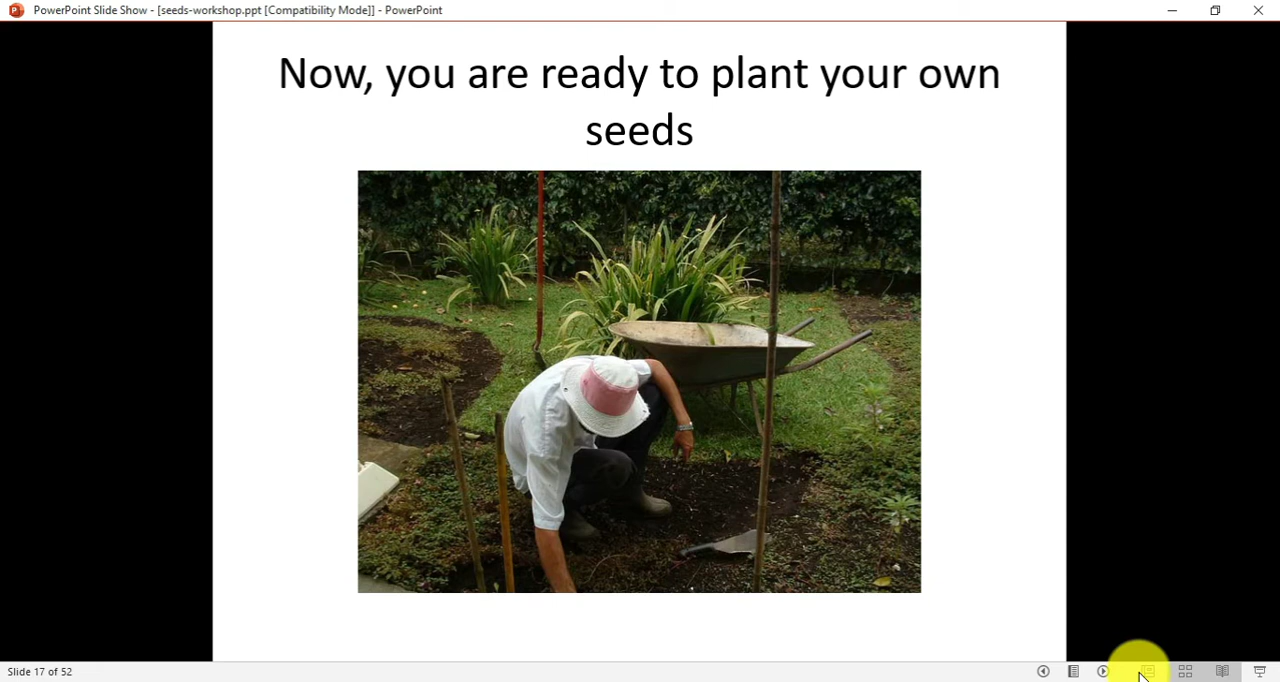 PowerPoint Slide Show - [seeds-workshop.ppt [Compatibility Mode]] - PowerPoint
Now, you are ready to plant your own
seeds
Slide 17 of 52